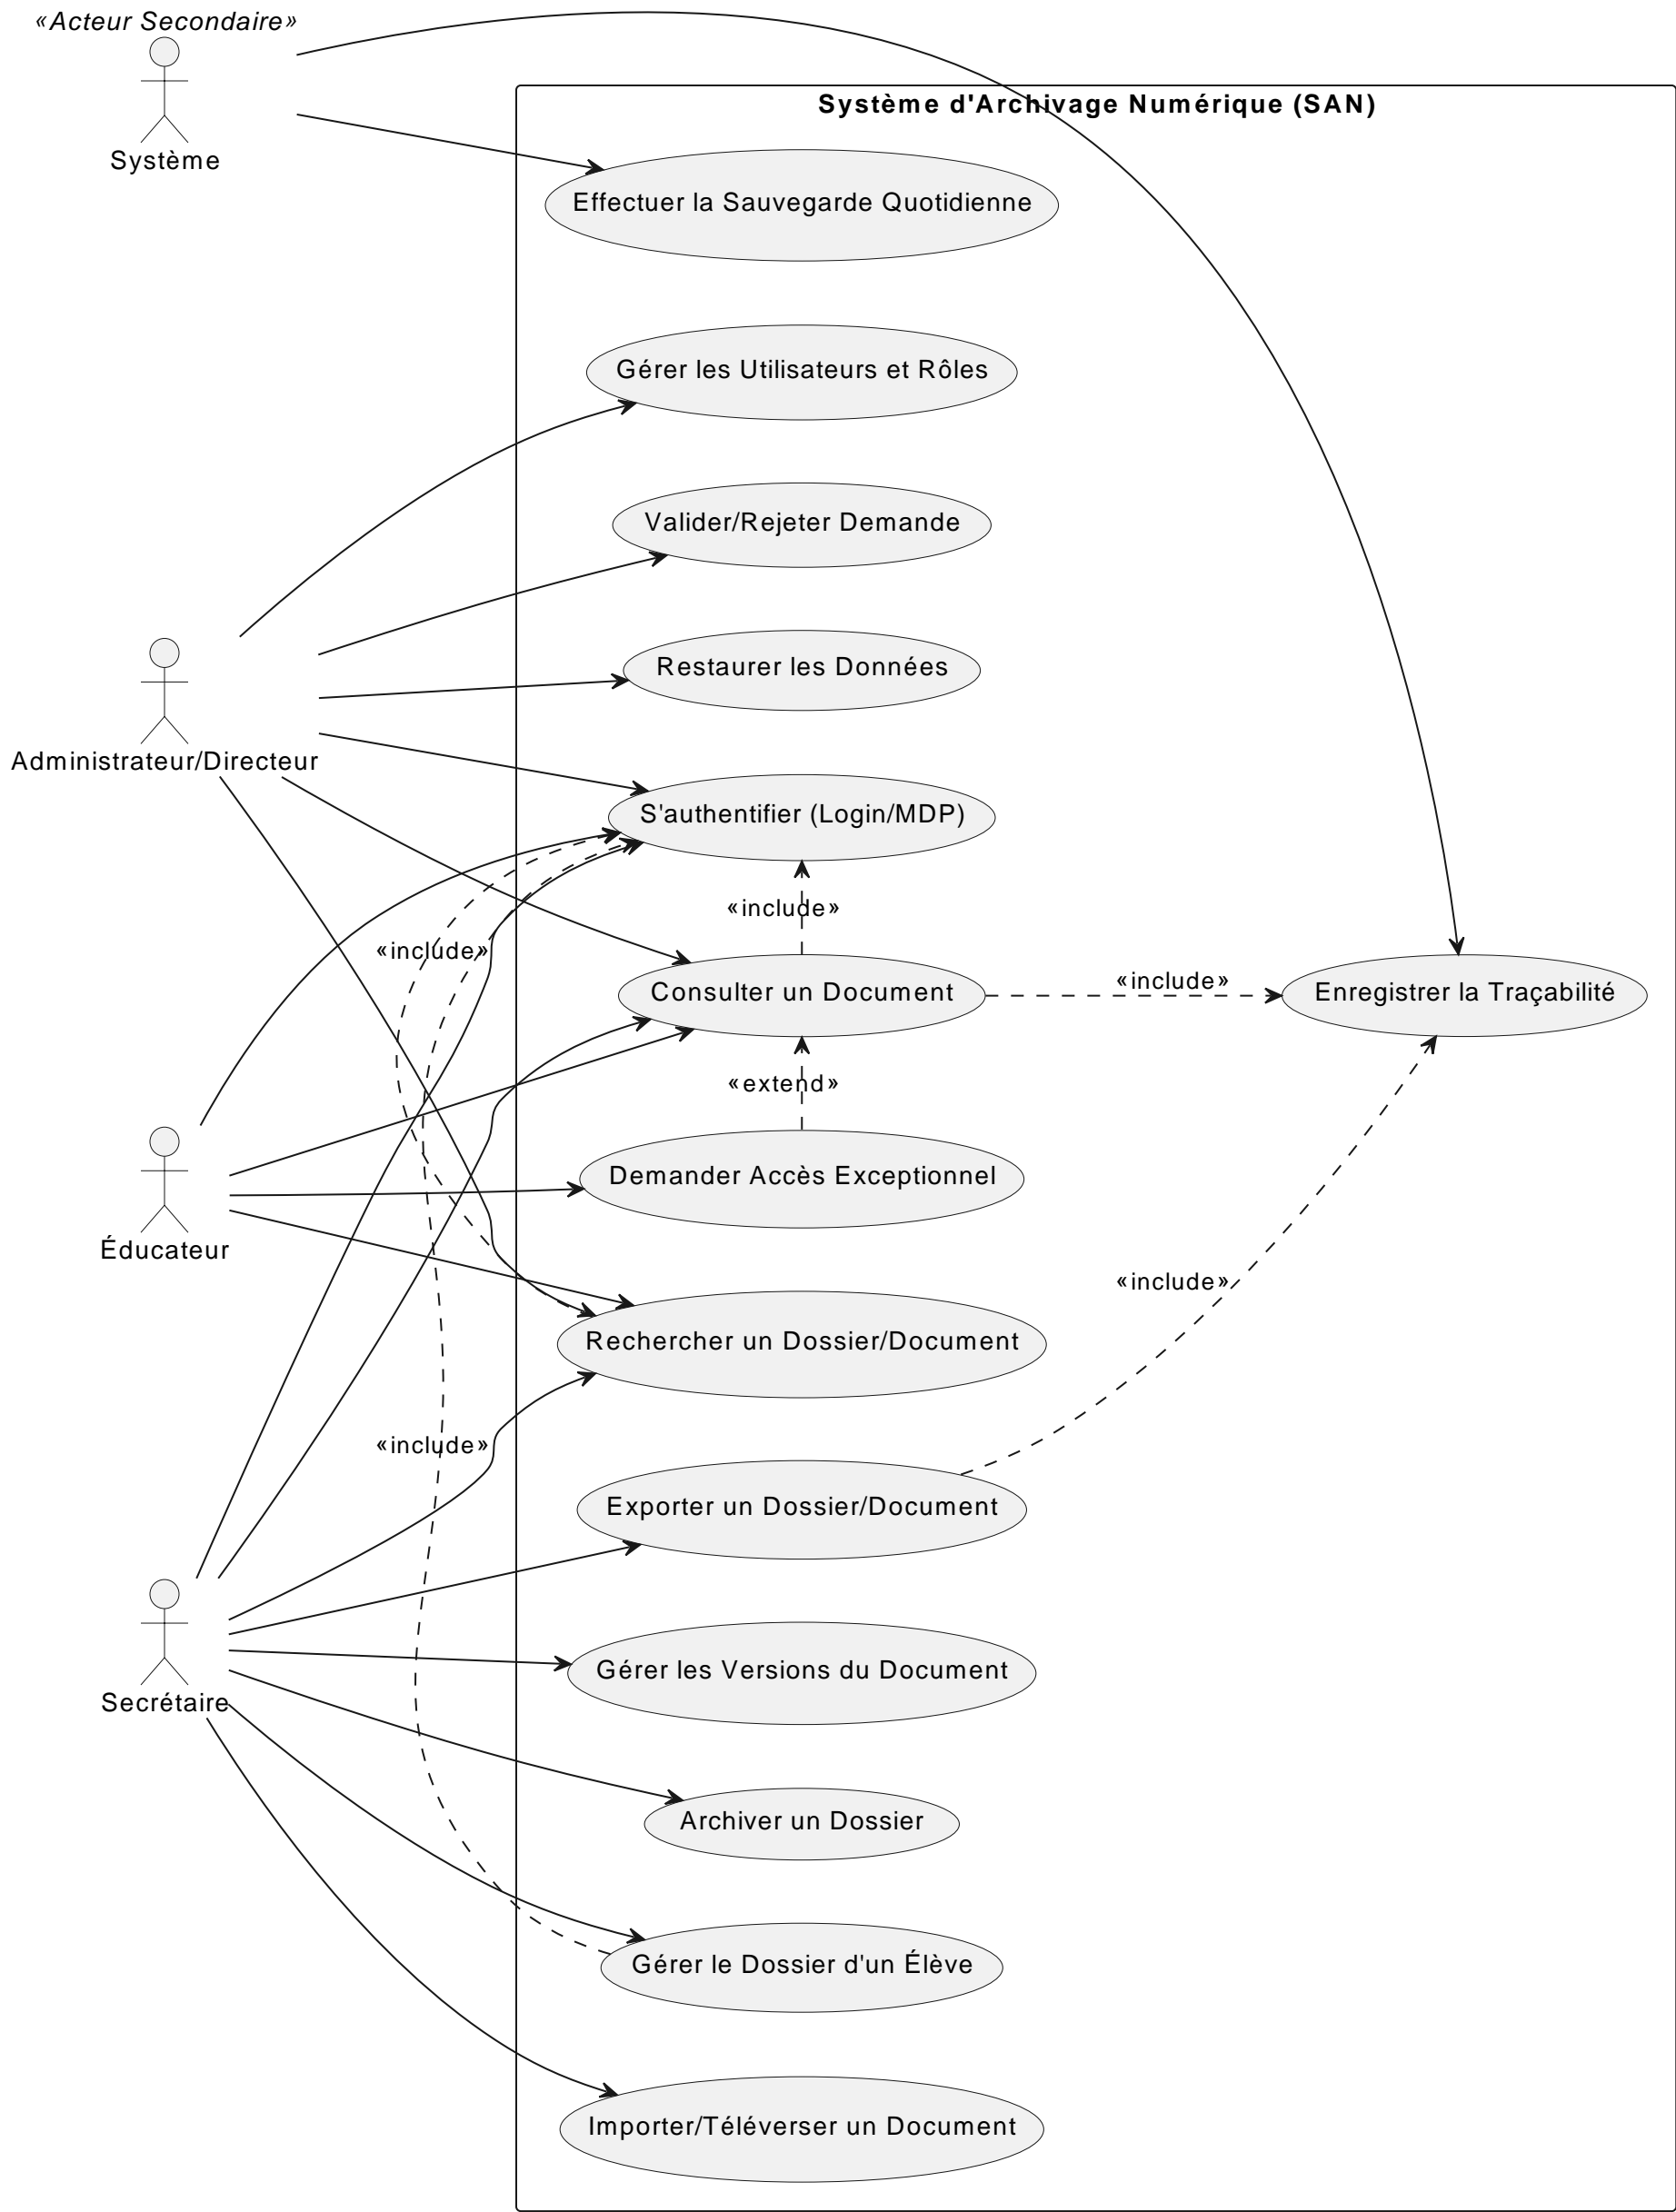 «Acteur Secondaire»
Système
Système d'Archivage Numérique (SAN)
Effectuer la Sauvegarde Quotidienne
Gérer les Utilisateurs et Rôles
Valider/Rejeter Demande
Restaurer les Données
Administrateur/Directeur
S'authentifier (Login/MDP)
«include»
«include»
Consulter un Document
«include»
Enregistrer la Traçabilité
«extend»
Demander Accès Exceptionnel
Éducateur
«include»
Rechercher un Dossier/Document
«include»
Exporter un Dossier/Document
Gérer les Versions du Document
Secrétaire
Archiver un Dossier
Gérer le Dossier d'un Élève
Importer/Téléverser un Document